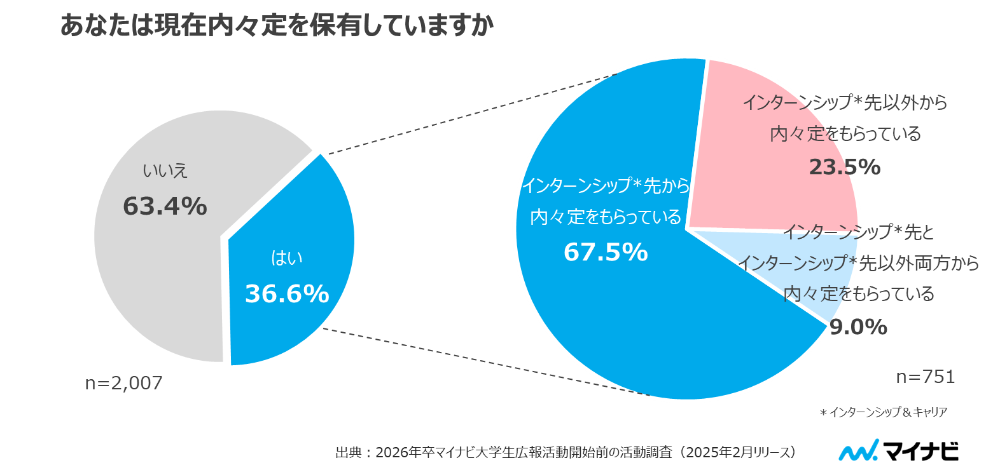 あなたは現在内々定を保有していますか
いいえ
63.4%
はい
36.6%
n=2,007
インターンシップ*先から
内々定をもらっている
67.5%
インターンシップ*先以外から
内々定をもらっている
23.5%
インターンシップ*先と
インターンシップ*先以外両方から
内々定をもらっている
9.0%
n=751
＊インターンシップ＆キャリア
出典：2026年卒マイナビ大学生広報活動開始前の活動調査（2025年2月リリース）
マイナビ